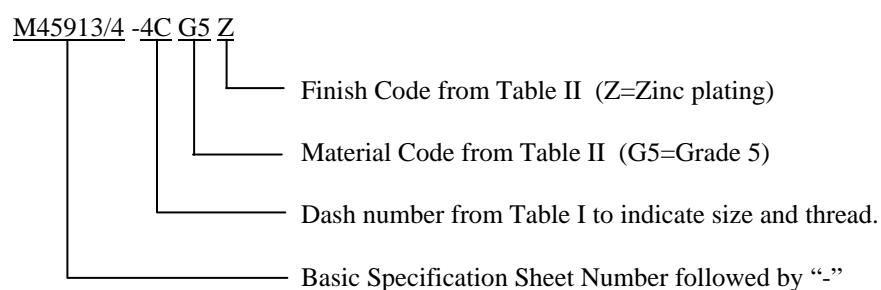 M45913/4 -4C G5 Z
Finish Code from Table II (Z=Zinc plating)
Material Code from Table II (G5=Grade 5)
Dash number from Table I to indicate size and thread.
Basic Specification Sheet Number followed by “-”